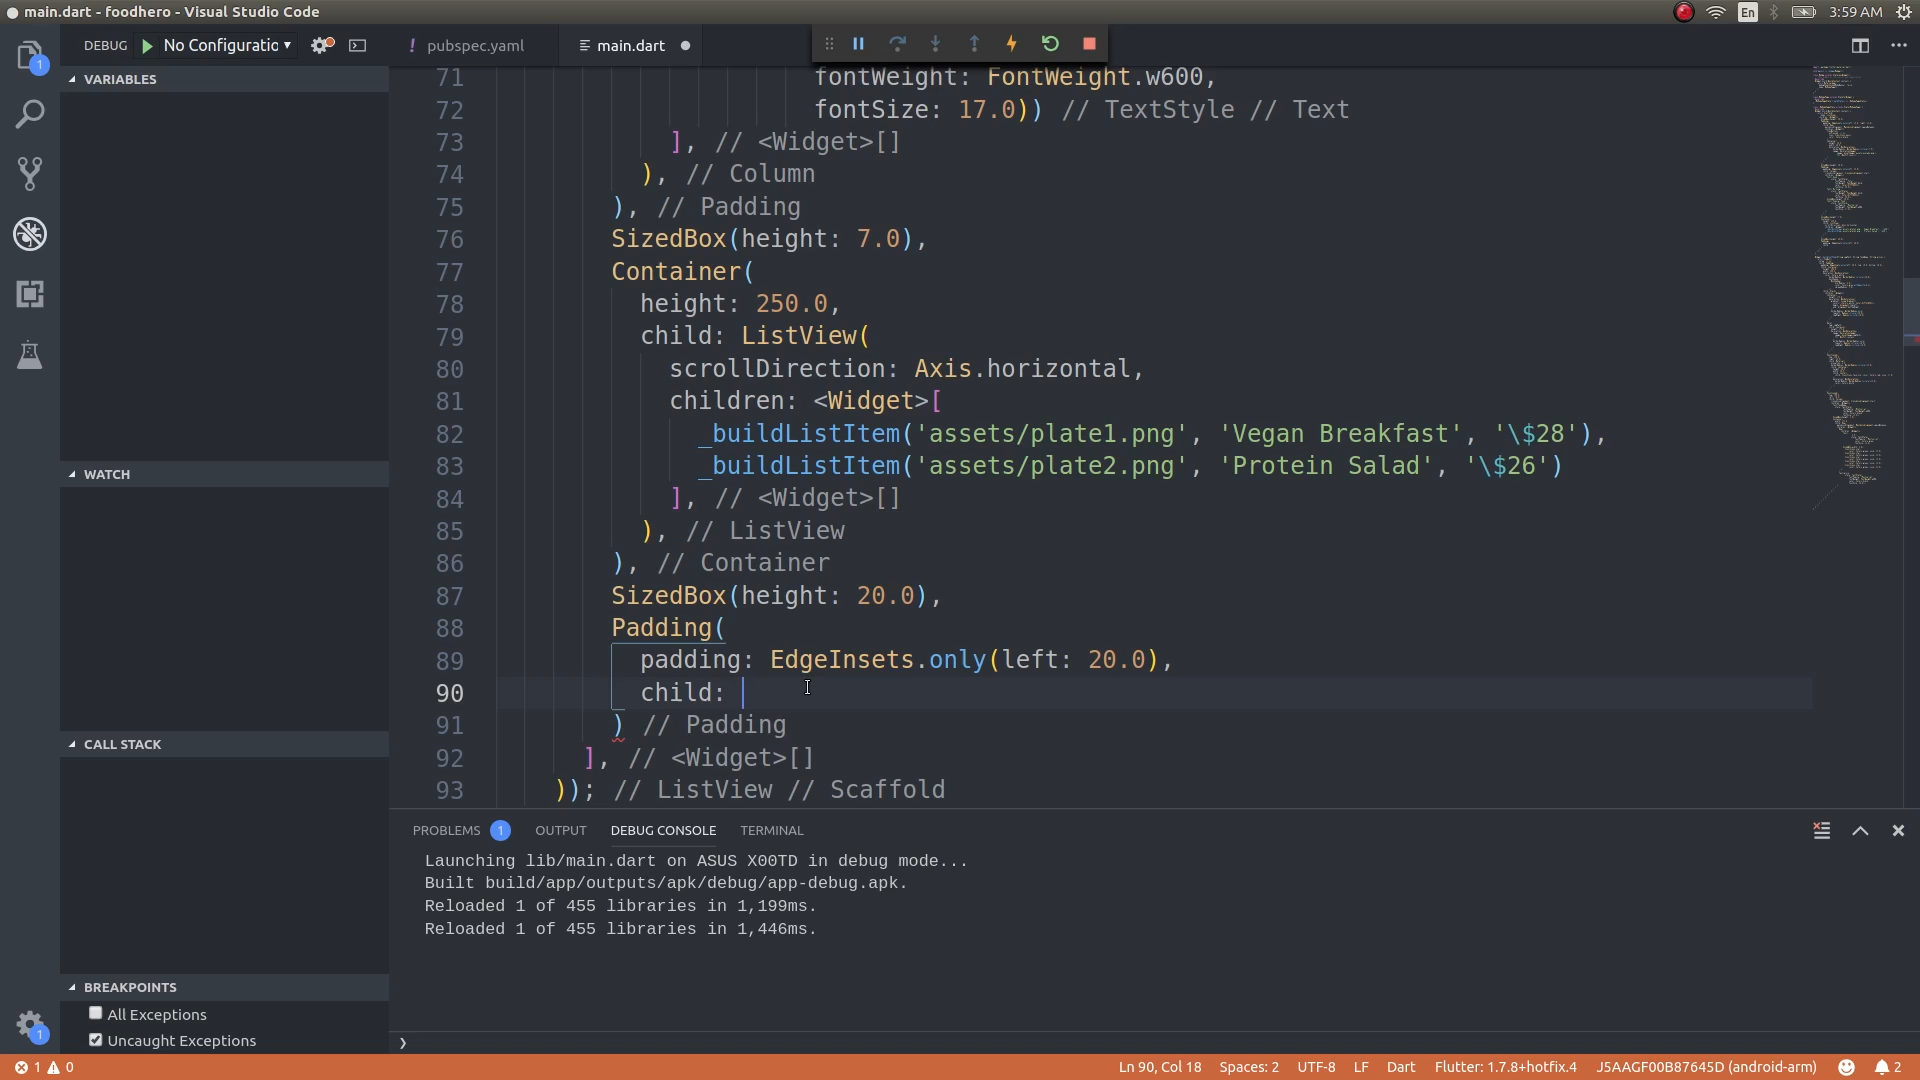 main.dart - foodhero - Visual Studio Code
En
3:59 AM
DEBUG
No Configuratio
pubspec.yaml
main.dart
1
VARIABLES
WATCH
CALL STACK
BREAKPOINTS
All Exceptions
Uncaught Exceptions
1
71 fontWeight: FontWeight.w600,
72 fontSize: 17.0)) // TextStyle // Text
73 ], // <Widget>[]
74 ), // Column
75 ), // Padding
76 SizedBox(height: 7.0),
77 Container(
78 height: 250.0,
79 child: ListView(
80 scrollDirection: Axis.horizontal,
81 children: <Widget>[
82 _buildListItem('assets/plate1.png', 'Vegan Breakfast', '\$28'),
83 _buildListItem('assets/plate2.png', 'Protein Salad', '\$26')
84 ], // <Widget>[]
85 ), // ListView
86 ), // Container
87 SizedBox(height: 20.0),
88 Padding(
89 padding: EdgeInsets.only(left: 20.0),
90 child:
91 ) // Padding
92 ], // <Widget>[]
93 )); // ListView // Scaffold
PROBLEMS 1 OUTPUT DEBUG CONSOLE TERMINAL
Launching lib/main.dart on ASUS X00TD in debug mode...
Built build/app/outputs/apk/debug/app-debug.apk.
Reloaded 1 of 455 libraries in 1,199ms.
Reloaded 1 of 455 libraries in 1,446ms.
1 0
Ln 90, Col 18 Spaces: 2 UTF-8 LF Dart Flutter: 1.7.8+hotfix.4 J5AAGF00B87645D (android-arm) 2